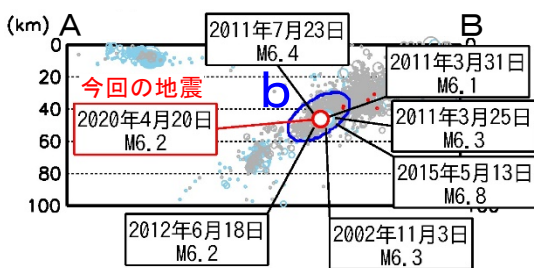 (km)
A
B
2011年7月23日
M6.4
0
20
40
60
80
100
今回の地震
b
2011年3月31日
M6.1
2020年4月20日
M6.2
2011年3月25日
M6.3
2015年5月13日
M6.8
2012年6月18日
M6.2
2002年11月3日
M6.3